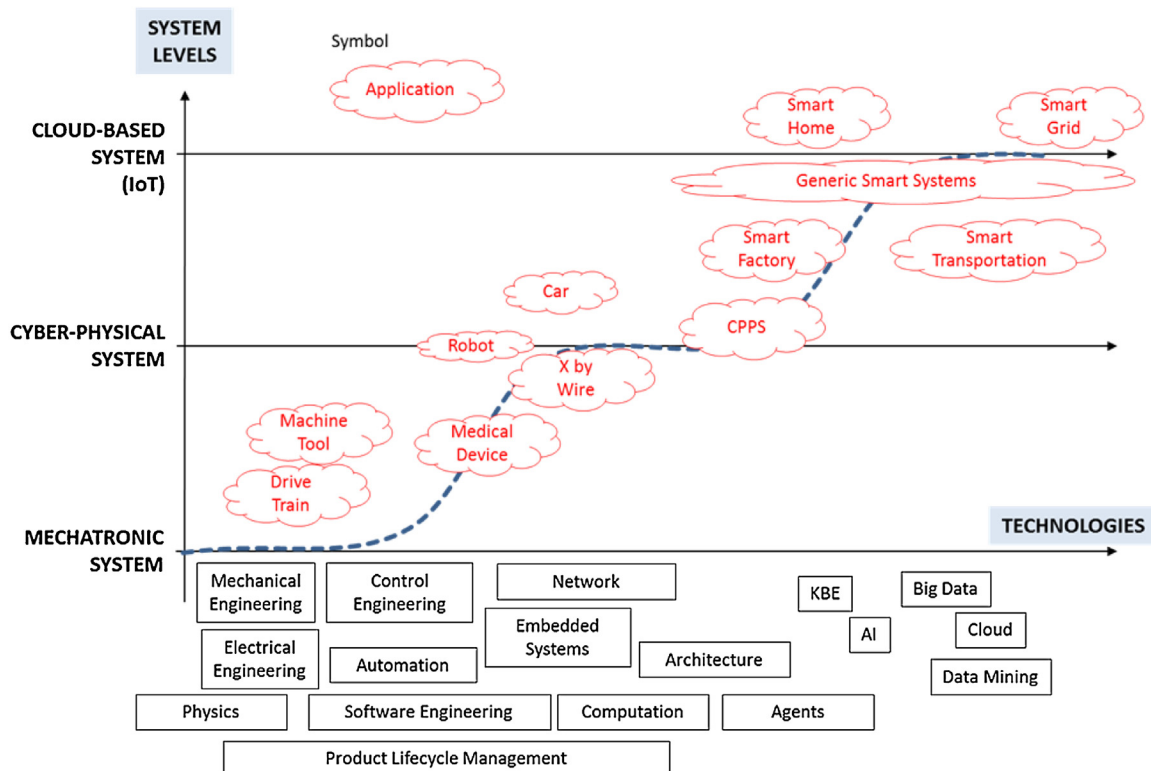 SYSTEM
LEVELS
Symbol
Application
CLOUD-BASED
SYSTEM
(IoT)
Smart
Home
Smart
Grid
Generic Smart Systems
Smart
Factory
Smart
Transportation
Car
CYBER-PHYSICAL
SYSTEM
Robot
CPPS
X by
Wire
Machine
Tool
Medical
Device
Drive
Train
MECHATRONIC
SYSTEM
TECHNOLOGIES
Mechanical
Engineering
Control
Engineering
Network
KBE
Big Data
Electrical
Engineering
Automation
Embedded
Systems
Architecture
AI
Cloud
Data Mining
Physics
Software Engineering
Computation
Agents
Product Lifecycle Management